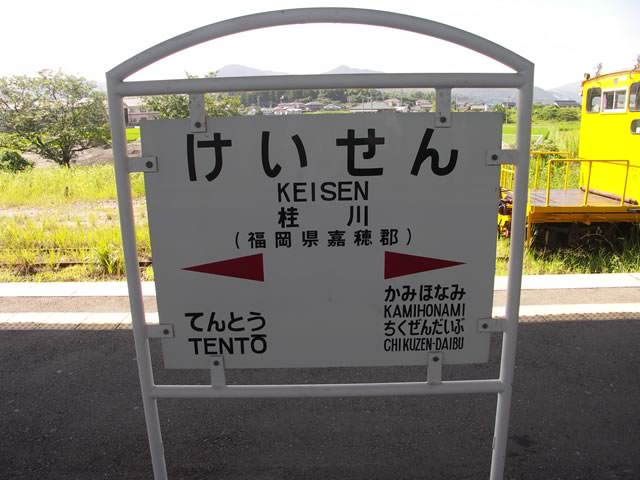 けいせん
KEISEN
桂川
(福岡県嘉穂郡)
てんとう
TENTŌ
かみほなみ
KAMIHONAMI
ちくぜんだいぶ
CHIKUZEN-DAIBU